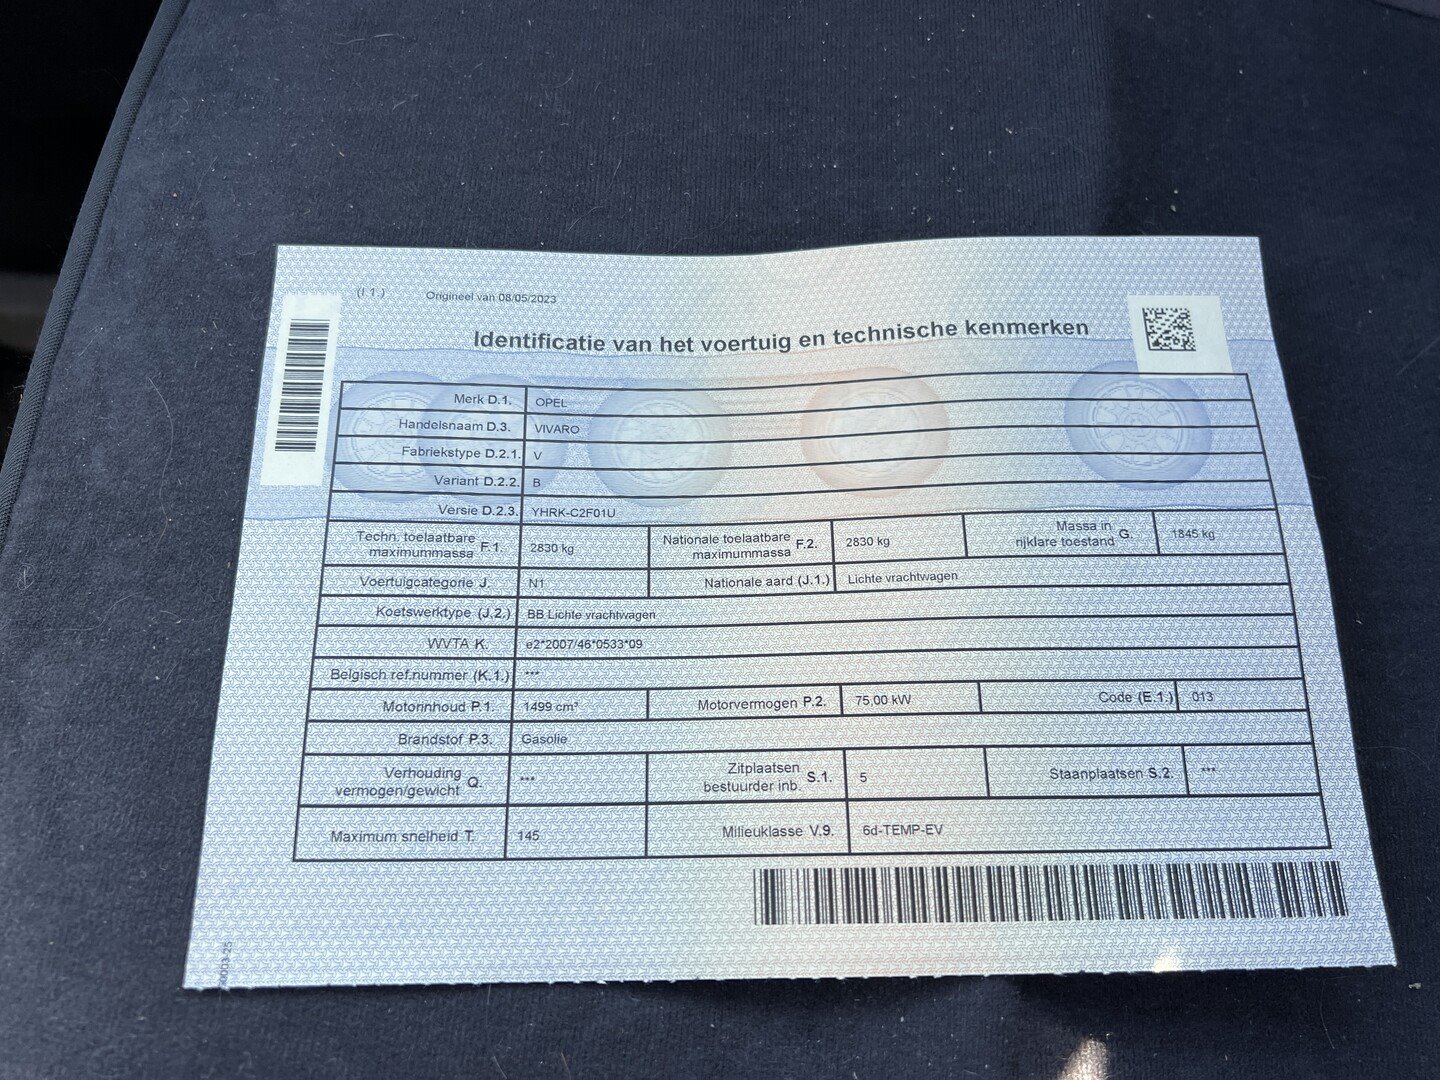 (I.1.) Origineel van 08/05/2023
Identificatie van het voertuig en technische kenmerken
Merk D.1. OPEL
Handelsnaam D.3. VIVARO
Fabriekstype D.2.1. V
Variant D.2.2. B
Versie D.2.3. YHRK-C2F01U
Techn. toelaatbare maximummassa F.1. 2830 kg Nationale toelaatbare maximummassa F.2. 2830 kg Massa in rijklare toestand G. 1845 kg
Voertuigcategorie J. N1 Nationale aard (J.1.) Lichte vrachtwagen
Koetswerktype (J.2.) BB Lichte vrachtwagen
WVTA K. e2*2007/46*0533*09
Belgisch ref.nummer (K.1.) ***
Motorinhoud P.1. 1499 cm³ Motorvermogen P.2. 75,00 kW Code (E.1.) 013
Brandstof P.3. Gasolie
Verhouding vermogen/gewicht Q. *** Zitplaatsen bestuurder inb. S.1. 5 Staanplaatsen S.2. ***
Maximum snelheid T. 145 Milieuklasse V.9. 6d-TEMP-EV